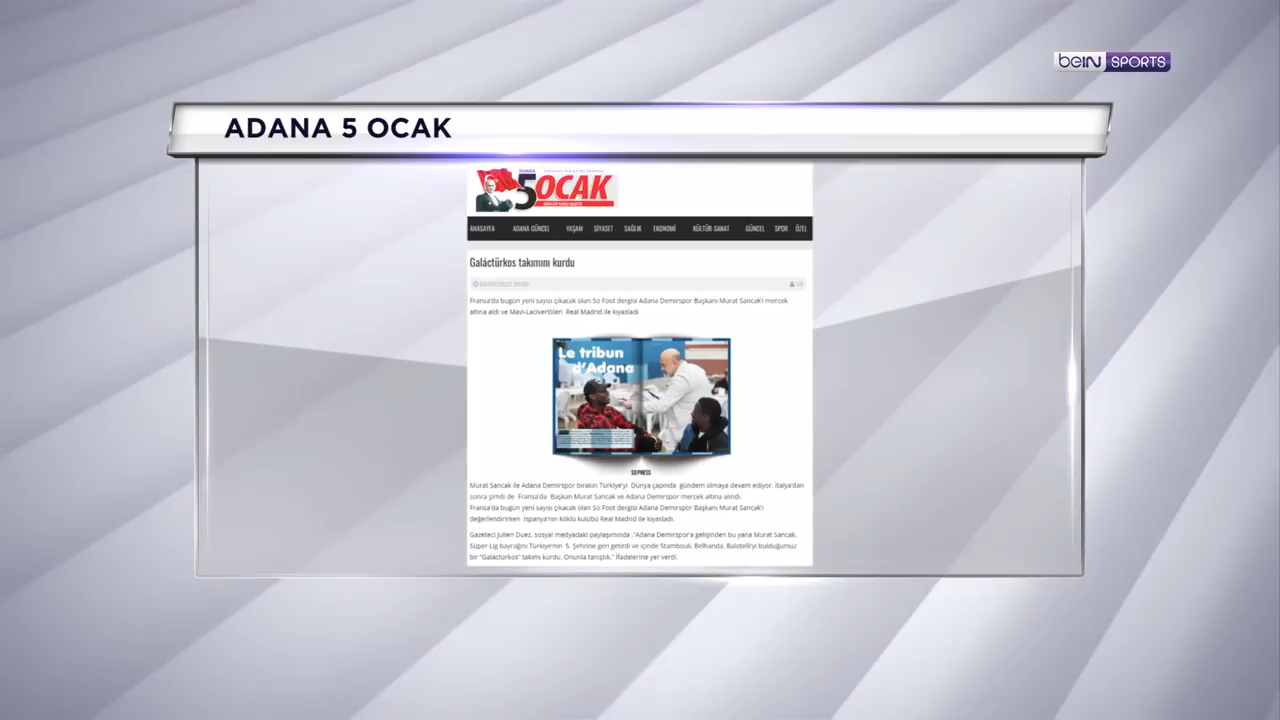 beIN SPORTS
ADANA 5 OCAK
ADANA
5OCAK
ANASAYFA ADANA GÜNCEL YAŞAM SİYASET SAĞLIK EKONOMİ KÜLTÜR-SANAT GÜNCEL SPOR ÖZEL
Galáctürkos takımını kurdu
Fransa'da bugün yeni sayısı çıkacak olan So Foot dergisi Adana Demirspor Başkanı Murat Sancak'ı mercek
altına aldı ve Mavi-Lacivertlileri Real Madrid ile kıyasladı
Le tribun
d'Adana
SO PRESS
Murat Sancak ile Adana Demirspor bırakın Türkiye'yi Dünya çapında gündem olmaya devam ediyor. İtalya'dan
sonra şimdi de Fransa'da Başkan Murat Sancak ve Adana Demirspor mercek altına alındı.
Fransa'da bugün yeni sayısı çıkacak olan So Foot dergisi Adana Demirspor Başkanı Murat Sancak'ı
değerlendirirken İspanya'nın köklü kulübü Real Madrid ile kıyasladı.
Gazeteci Julien Duez, sosyal medyadaki paylaşımında ,"Adana Demirspor'a gelişinden bu yana Murat Sancak,
Süper Lig bayrağını Türkiye'nin 5. Şehrine geri getirdi ve içinde Stambouli, Belhanda, Balotelli'yi bulduğumuz
bir "Galáctürkos" takımı kurdu. Onunla tanıştık." İfadelerine yer verdi.